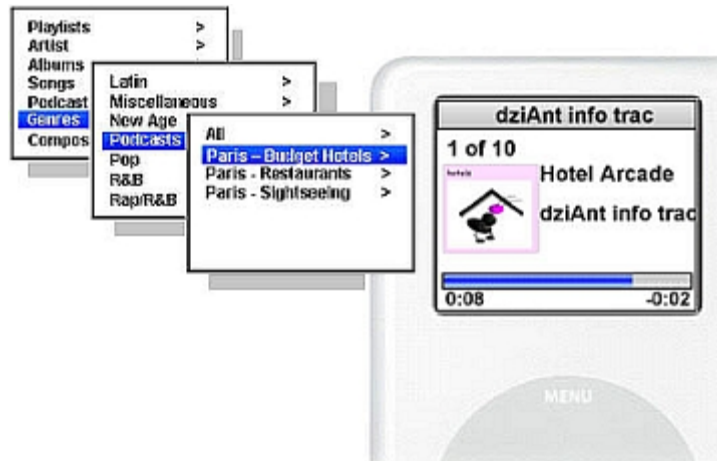 Playlists >
Artist >
Albums
Songs
Podcast
Genres
Compos
Latin >
Miscellaneous >
New Age
Podcasts
Pop
R&B
Rap/R&B
All >
Paris – Budget Hotels >
Paris - Restaurants >
Paris - Sightseeing >
dziAnt info trac
1 of 10
hotels
Hotel Arcade
dziAnt info trac
0:08 -0:02
MENU